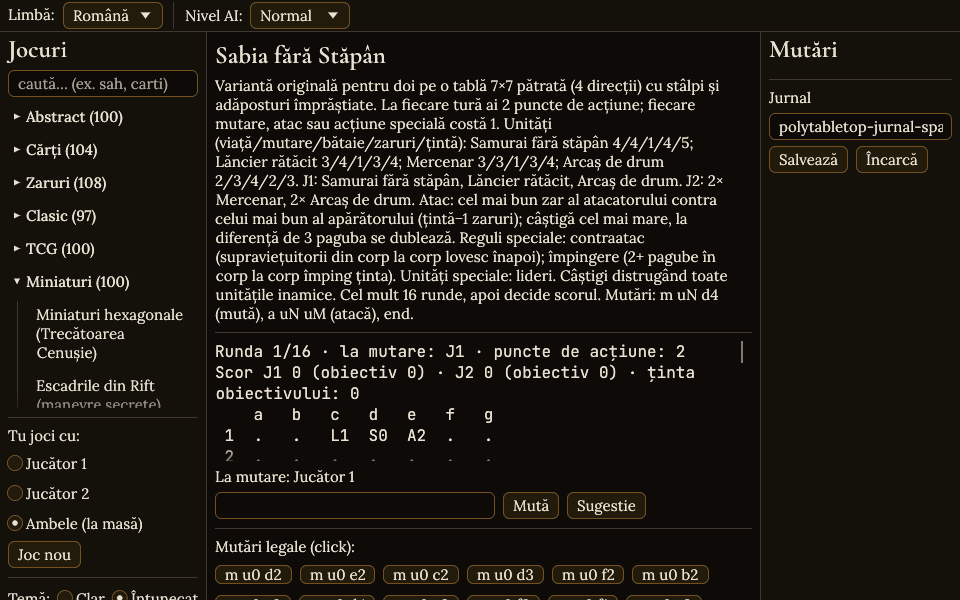 Limbă: Română ▼ Nivel AI: Normal ▼
Jocuri
caută... (ex. sah, carti)
▸ Abstract (100)
▸ Cărți (104)
▸ Zaruri (108)
▸ Clasic (97)
▸ TCG (100)
▾ Miniaturi (100)
Miniaturi hexagonale
(Trecătoarea
Cenușie)
Escadrile din Rift
(manevre secrete)
Tu joci cu:
Jucător 1
Jucător 2
Ambele (la masă)
Joc nou
Temă: Clar Întunecat
Sabia fără Stăpân
Variantă originală pentru doi pe o tablă 7×7 pătrată (4 direcții) cu stâlpi și
adăposturi împrăștiate. La fiecare tură ai 2 puncte de acțiune; fiecare
mutare, atac sau acțiune specială costă 1. Unități
(viață/mutare/bătaie/zaruri/țintă): Samurai fără stăpân 4/4/1/4/5;
Lăncier rătăcit 3/4/1/3/4; Mercenar 3/3/1/3/4; Arcaș de drum
2/3/4/2/3. J1: Samurai fără stăpân, Lăncier rătăcit, Arcaș de drum. J2: 2×
Mercenar, 2× Arcaș de drum. Atac: cel mai bun zar al atacatorului contra
celui mai bun al apărătorului (țintă−1 zaruri); câștigă cel mai mare, la
diferență de 3 paguba se dublează. Reguli speciale: contraatac
(supraviețuitorii din corp la corp lovesc înapoi); împingere (2+ pagube în
corp la corp împing ținta). Unități speciale: lideri. Câștigi distrugând toate
unitățile inamice. Cel mult 16 runde, apoi decide scorul. Mutări: m uN d4
(mută), a uN uM (atacă), end.
Runda 1/16 · la mutare: J1 · puncte de acțiune: 2
Scor J1 0 (obiectiv 0) · J2 0 (obiectiv 0) · ținta
obiectivului: 0
a b c d e f g
1 . . L1 S0 A2 . .
2 . . . . . . .
La mutare: Jucător 1
Mută Sugestie
Mutări legale (click):
m u0 d2 m u0 e2 m u0 c2 m u0 d3 m u0 f2 m u0 b2
Mutări
Jurnal
polytabletop-jurnal-spa
Salvează Încarcă